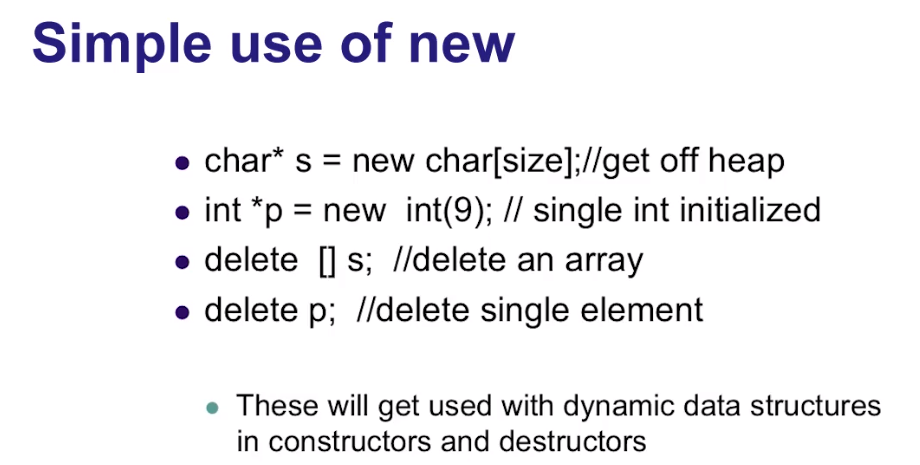 Simple use of new
• char* s = new char[size];//get off heap
• int *p = new  int(9); // single int initialized
• delete  [] s;  //delete an array
• delete p;  //delete single element
• These will get used with dynamic data structures
in constructors and destructors